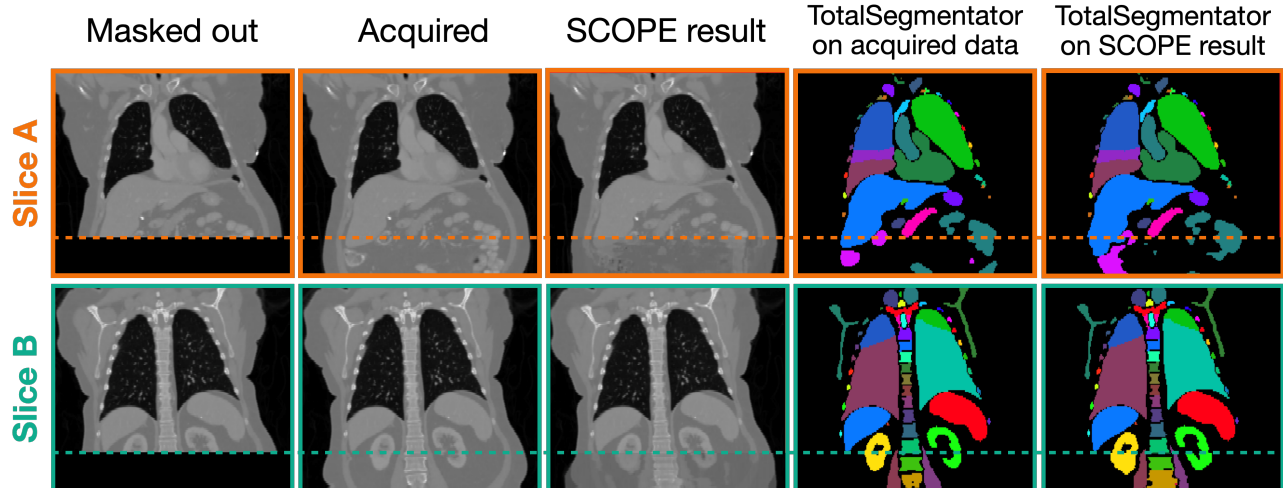 Masked out
Acquired
SCOPE result
TotalSegmentator
on acquired data
TotalSegmentator
on SCOPE result
Slice A
Slice B